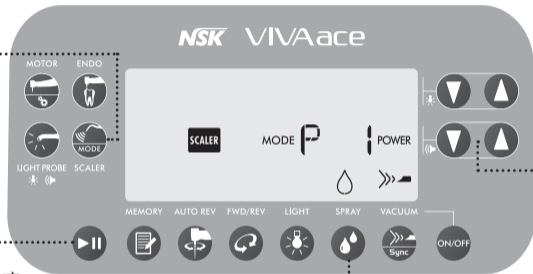 NSK VIVAace
MOTOR ENDO
MODE
LIGHT PROBE SCALER
SCALER MODE P 1 POWER
MEMORY AUTO REV FWD/REV LIGHT SPRAY VACUUM
Sync ON/OFF